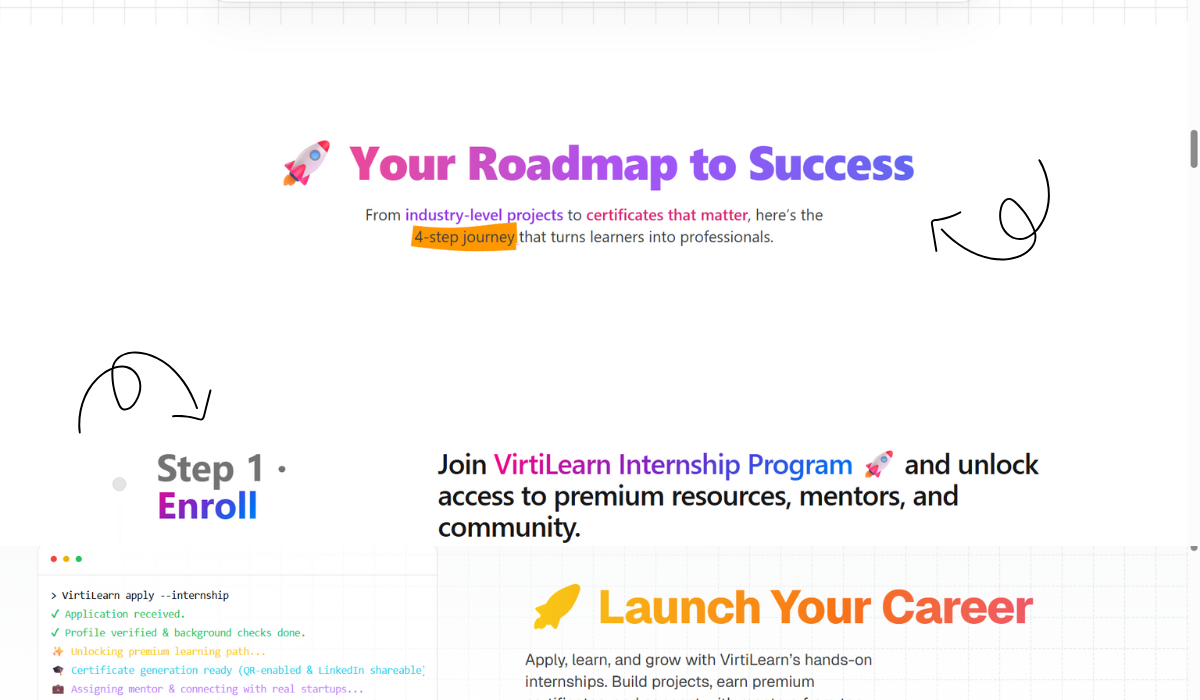 🚀 Your Roadmap to Success
From industry-level projects to certificates that matter, here's the
4-step journey that turns learners into professionals.
Step 1 ·
Enroll
Join VirtiLearn Internship Program 🚀 and unlock
access to premium resources, mentors, and
community.
> VirtiLearn apply --internship
✓ Application received.
✓ Profile verified & background checks done.
✨ Unlocking premium learning path...
🎓 Certificate generation ready (QR-enabled & LinkedIn shareable)
💼 Assigning mentor & connecting with real startups...
Launch Your Career
Apply, learn, and grow with VirtiLearn's hands-on
internships. Build projects, earn premium